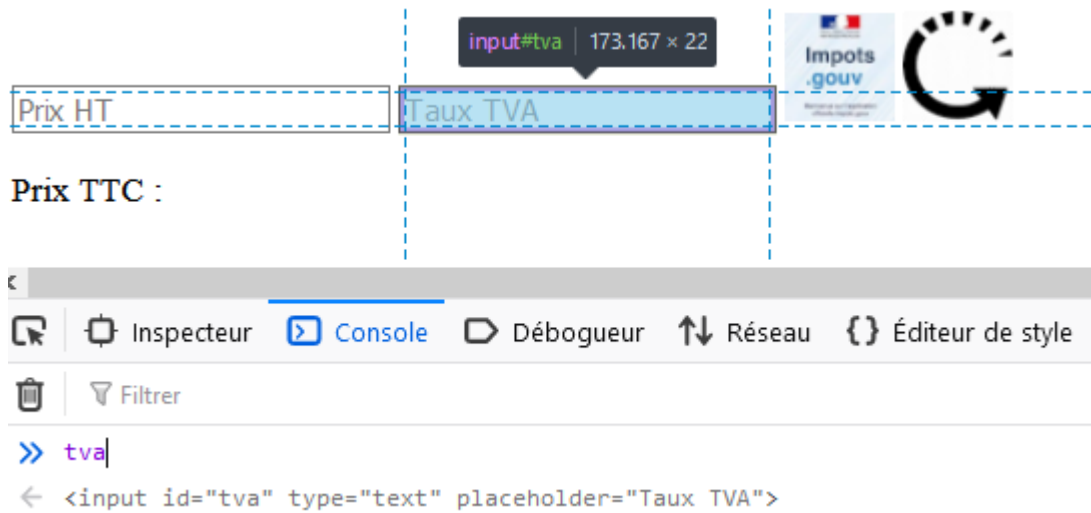 input#tva | 173.167 × 22
Impots
.gouv
Prix HT
Taux TVA
Prix TTC :
Inspecteur
Console
Débogueur
Réseau
{} Éditeur de style
Filtrer
>> tva
← <input id="tva" type="text" placeholder="Taux TVA">